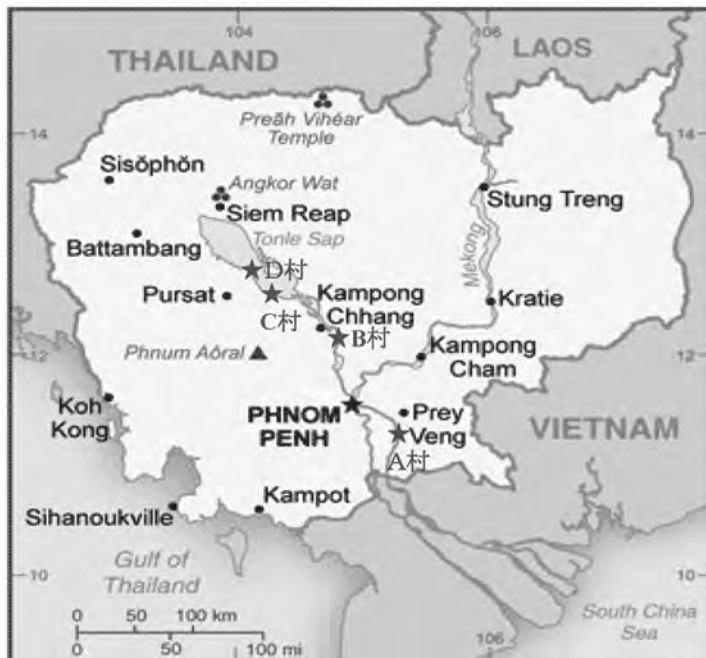 104
106
THAILAND
LAOS
Preăh Vihéar
Temple
14
14
Sisŏphŏn
Angkor Wat
Siem Reap
Stung Treng
Battambang
Tonle Sap
Mekong
D村
Pursat
C村
Kampong
Chhang
Kratie
B村
Phnum Aôral
12
12
Kampong
Cham
Koh
Kong
PHNOM
PENH
Prey
Veng
VIETNAM
A村
Sihanoukville
Kampot
Gulf of
Thailand
10
10
0 50 100 km
0 50 100 mi
South China
Sea
106